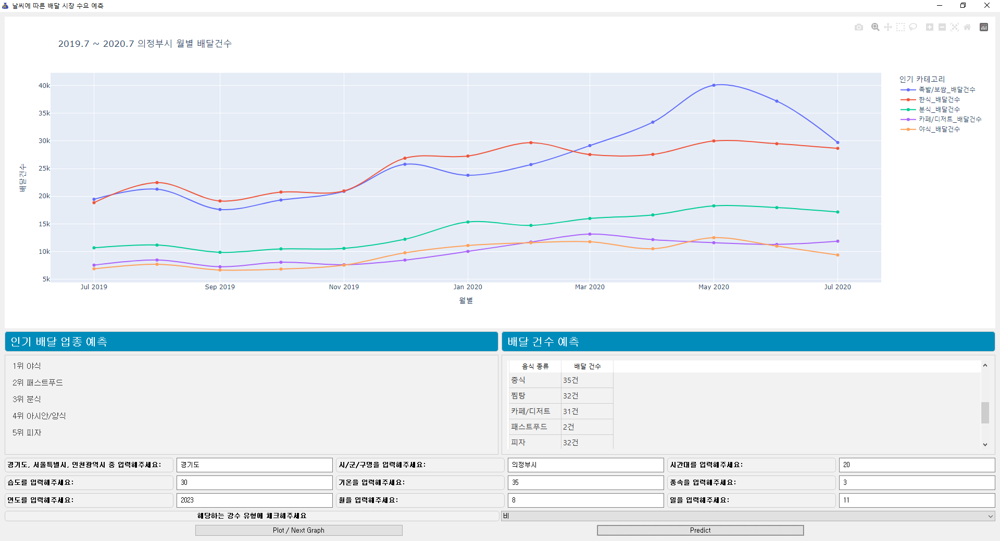 날씨에 따른 배달 시장 수요 예측
2019.7 ~ 2020.7 의정부시 월별 배달건수
인기 카테고리
족발/보쌈_배달건수
한식_배달건수
분식_배달건수
카페/디저트_배달건수
야식_배달건수
배달건수
40k
35k
30k
25k
20k
15k
10k
5k
Jul 2019 Sep 2019 Nov 2019 Jan 2020 Mar 2020 May 2020 Jul 2020
월별
인기 배달 업종 예측
1위 야식
2위 패스트푸드
3위 분식
4위 아시안/양식
5위 피자
배달 건수 예측
음식 종류 배달 건수
중식 35건
찜탕 32건
카페/디저트 31건
패스트푸드 2건
피자 32건
경기도, 서울특별시, 인천광역시 중 입력해주세요: 경기도 시/군/구명을 입력해주세요: 의정부시 시간대를 입력해주세요: 20
습도를 입력해주세요: 30 기온을 입력해주세요: 35 풍속을 입력해주세요: 3
연도를 입력해주세요: 2023 월을 입력해주세요: 8 일을 입력해주세요: 11
해당하는 강수 유형에 체크해주세요 비
Plot / Next Graph Predict